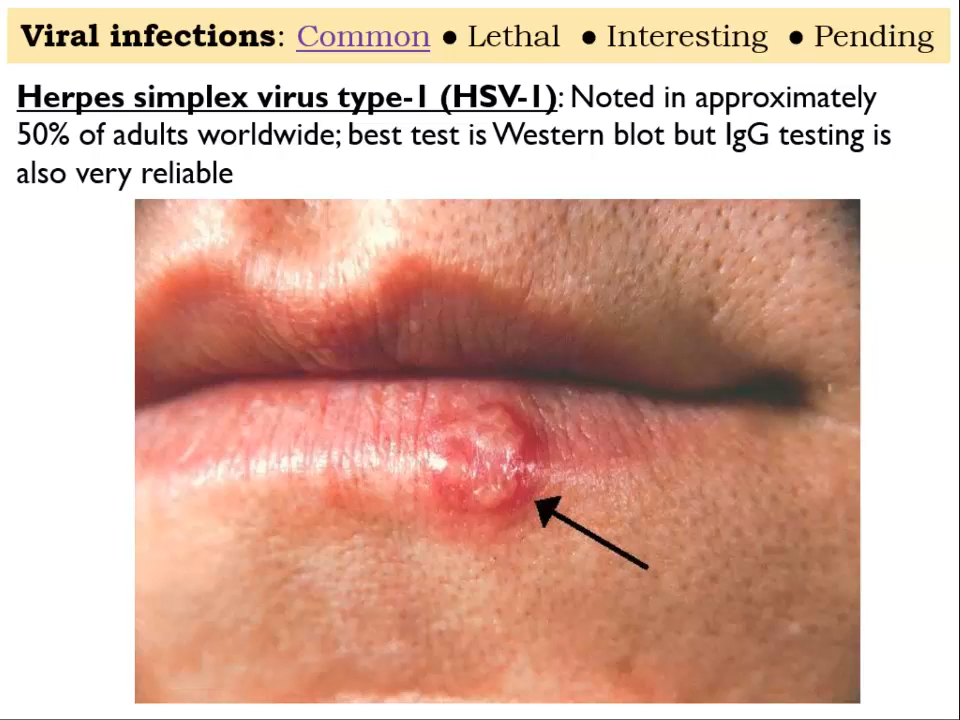 Viral infections: Common ● Lethal ● Interesting ● Pending
Herpes simplex virus type-1 (HSV-1): Noted in approximately
50% of adults worldwide; best test is Western blot but IgG testing is
also very reliable